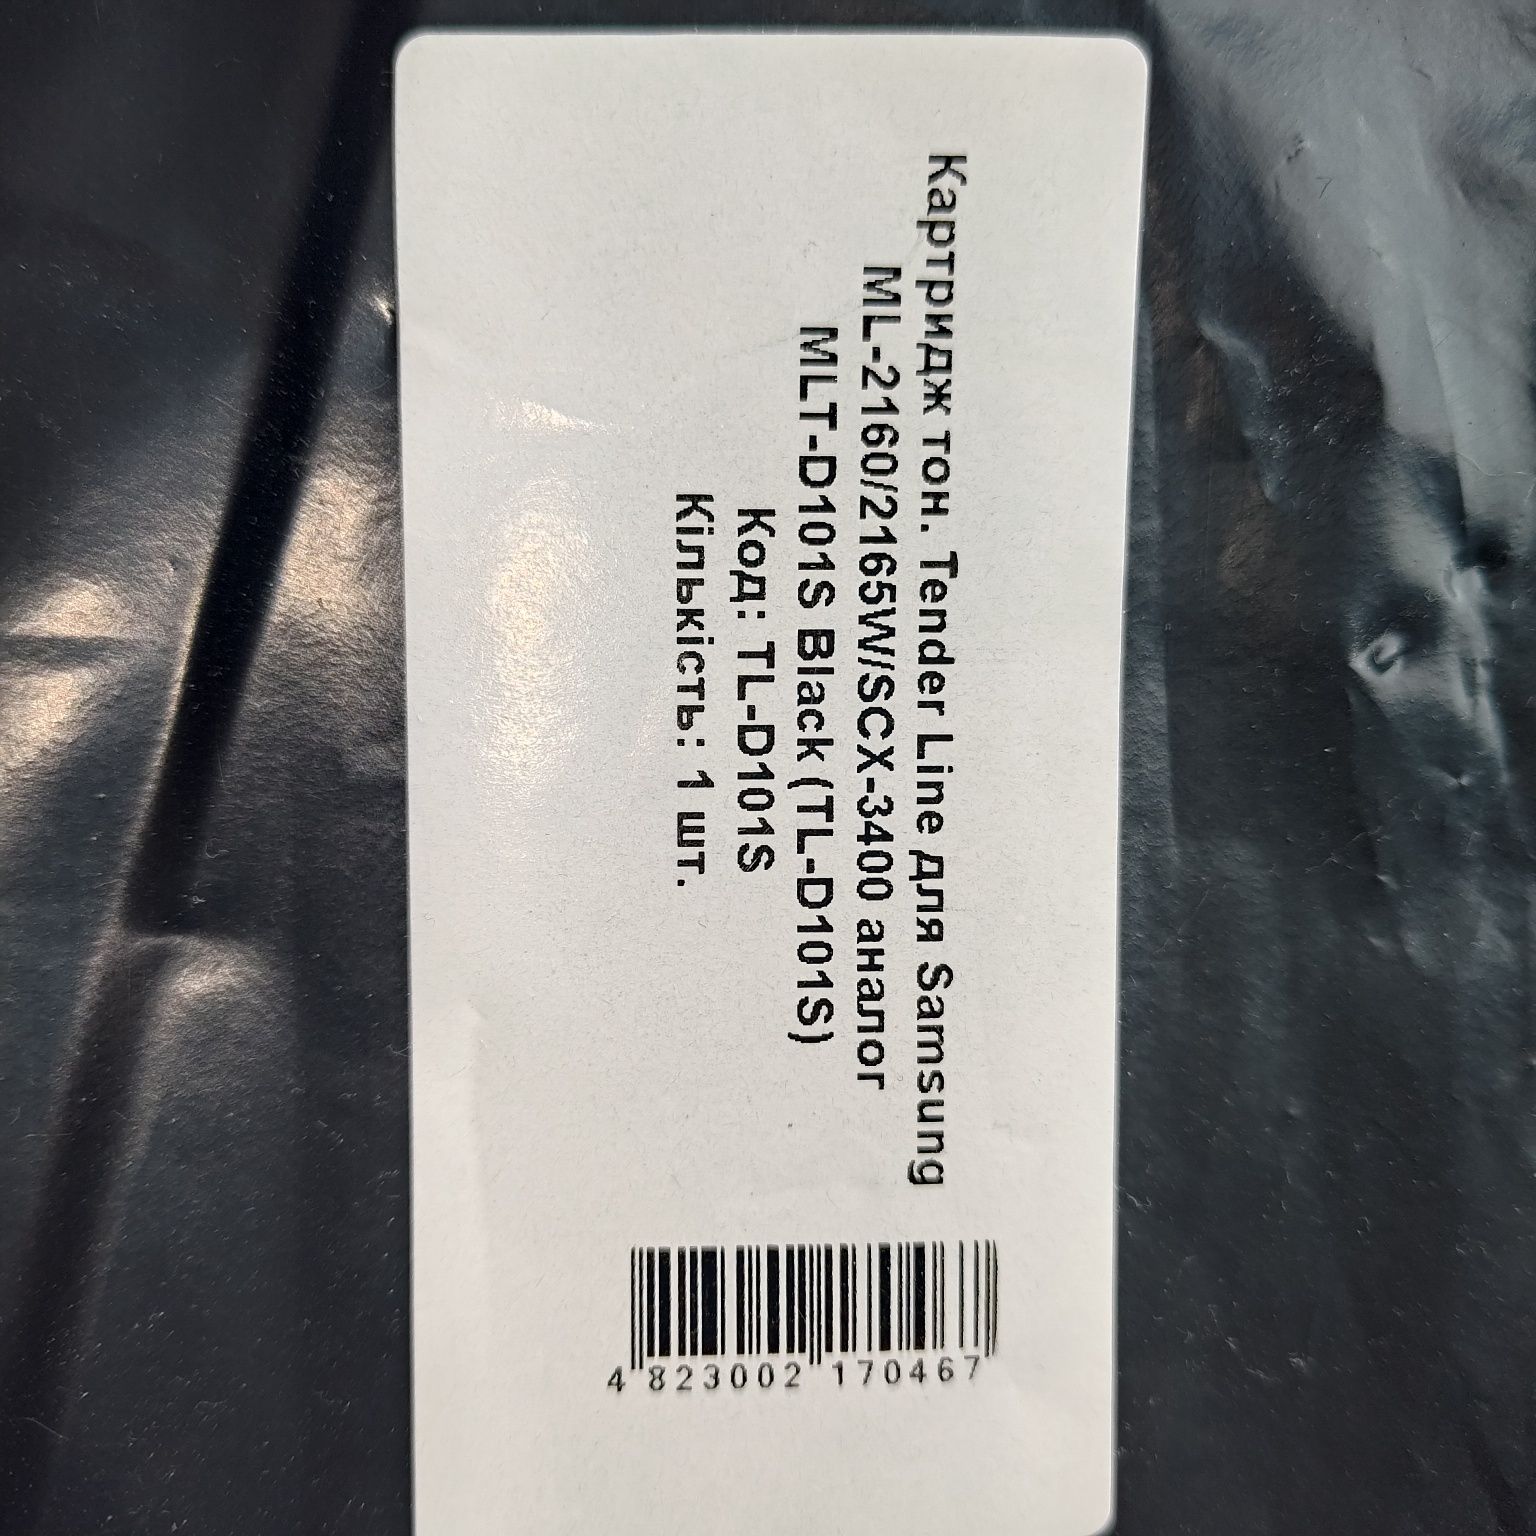 Картридж тон. Tender Line для Samsung
ML-2160/2165W/SCX-3400 аналог
MLT-D101S Black (TL-D101S)
Код: TL-D101S
Кількість: 1 шт.
4 823002 170467